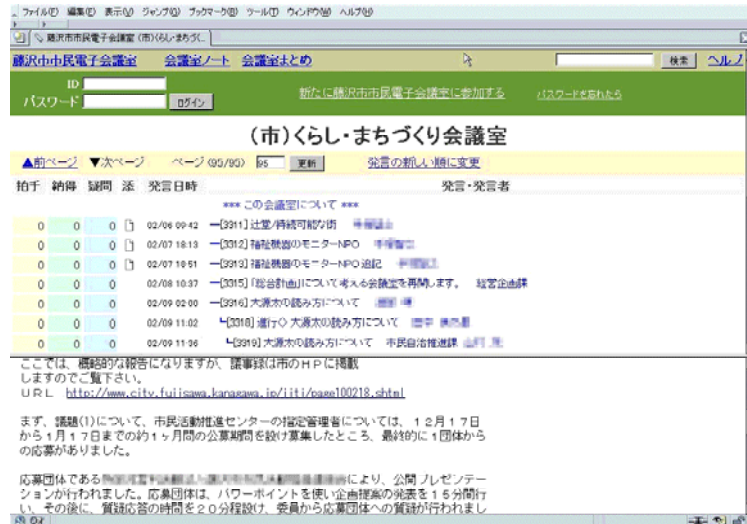 ファイル(F) 編集(E) 表示(V) ジャンプ(G) ブックマーク(B) ツール(T) ウィンドウ(W) ヘルプ(H)
藤沢市市民電子会議室 (市)くらし・まちづく..
藤沢市市民電子会議室 会議室ノート 会議室まとめ 検索 ヘルプ
ID
パスワード ログイン 新たに藤沢市市民電子会議室に参加する パスワードを忘れたら
(市)くらし・まちづくり会議室
▲前ページ ▼次ページ ページ(95/95) 95 更新 発言の新しい順に変更
拍手 納得 疑問 添 発言日時 発言・発言者
*** この会議室について ***
0 0 0 02/06 09:42 ━[3311] 辻堂/持続可能な街
0 0 0 02/07 18:13 ━[3312] 福祉機器のモニターNPO
0 0 0 02/07 18:51 ━[3313] 福祉機器のモニターNPO 追記
0 0 0 02/08 10:37 ━[3315] 「総合計画」について考える会議室を再開します。 経営企画課
0 0 0 02/09 02:00 ━[3316] 大源太の読み方について
0 0 0 02/09 11:02 ┗[3318] 進行◇ 大源太の読み方について
0 0 0 02/09 11:36 ┗[3319] 大源太の読み方について 市民自治推進課
ここでは、概略的な報告になりますが、議事録は市のHPに掲載
しますのでご覧下さい。
URL http://www.city.fujisawa.kanagawa.jp/jiti/page100218.shtml
まず、議題(1)について、市民活動推進センターの指定管理者については、12月17日
から1月17日までの約1ヶ月間の公募期間を設け募集したところ、最終的に1団体から
の応募がありました。
応募団体である により、公開プレゼンテー
ションが行われました。応募団体は、パワーポイントを使い企画提案の発表を15分間行
い、その後に、質疑応答の時間を20分程設け、委員から応募団体への質疑が行われまし